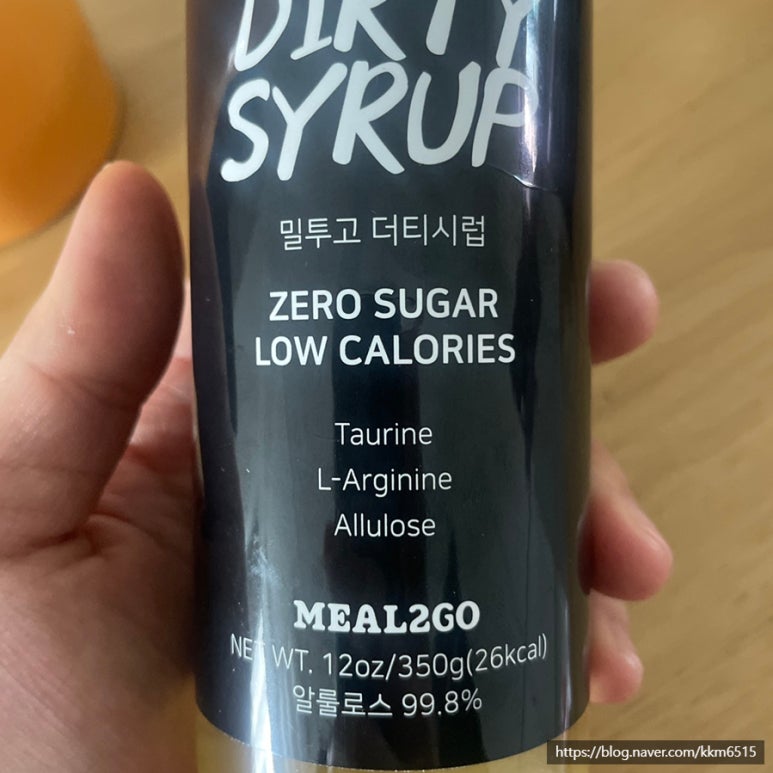 DIRTY
SYRUP
밀투고 더티시럽
ZERO SUGAR
LOW CALORIES
Taurine
L-Arginine
Allulose
MEAL2GO
NET WT. 12oz/350g(26kcal)
알룰로스 99.8%
https://blog.naver.com/kkm6515